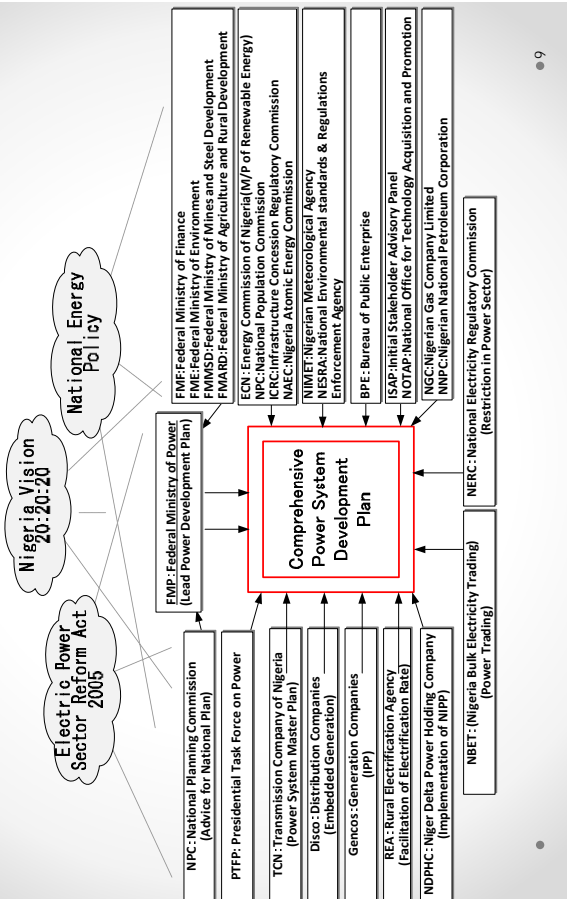 Electric Power
Sector Reform Act
2005
Nigeria Vision
20:20:20
National Energy
Policy
NPC: National Planning Commission
(Advice for National Plan)
PTFP: Presidential Task Force on Power
TCN: Transmission Company of Nigeria
(Power System Master Plan)
Disco: Distribution Companies
(Embedded Generation)
Gencos:Generation Companies
(IPP)
REA: Rural Electrification Agency
(Facilitation of Electrification Rate)
NDPHC: Niger Delta Power Holding Company
(Implementation of NIPP)
FMP: Federal Ministry of Power
(Lead Power Development Plan)
Comprehensive
Power System
Development
Plan
FMF:Federal Ministry of Finance
FME:Federal Ministry of Environment
FMMSD:Federal Ministry of Mines and Steel Development
FMARD:Federal Ministry of Agriculture and Rural Development
ECN: Energy Commission of Nigeria(M/P of Renewable Energy)
NPC:National Population Commission
ICRC:Infrastructure Concession Regulatory Commission
NAEC:Nigeria Atomic Energy Commission
NIMET:Nigerian Meteorological Agency
NESRA:National Environmental standards & Regulations
Enforcement Agency
BPE: Bureau of Public Enterprise
ISAP:Initial Stakeholder Advisory Panel
NOTAP:National Office for Technology Acquisition and Promotion
NGC:Nigerian Gas Company Limited
NNPC:Nigerian National Petroleum Corporation
NBET: (Nigeria Bulk Electricity Trading)
(Power Trading)
NERC: National Electricity Regulatory Commission
(Restriction in Power Sector)
9